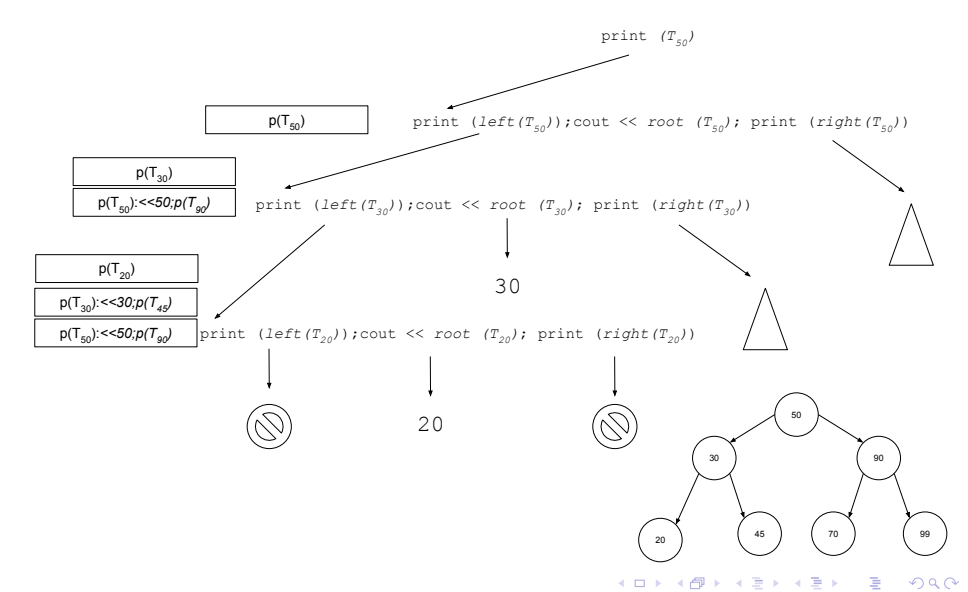 print (T₅₀)
p(T₅₀)
print (left(T₅₀));cout << root (T₅₀); print (right(T₅₀))
p(T₃₀)
p(T₅₀):<<50;p(T₉₀)
print (left(T₃₀));cout << root (T₃₀); print (right(T₃₀))
p(T₂₀)
30
p(T₃₀):<<30;p(T₄₅)
p(T₅₀):<<50;p(T₉₀)
print (left(T₂₀));cout << root (T₂₀); print (right(T₂₀))
20
50
30 90
20 45 70 99